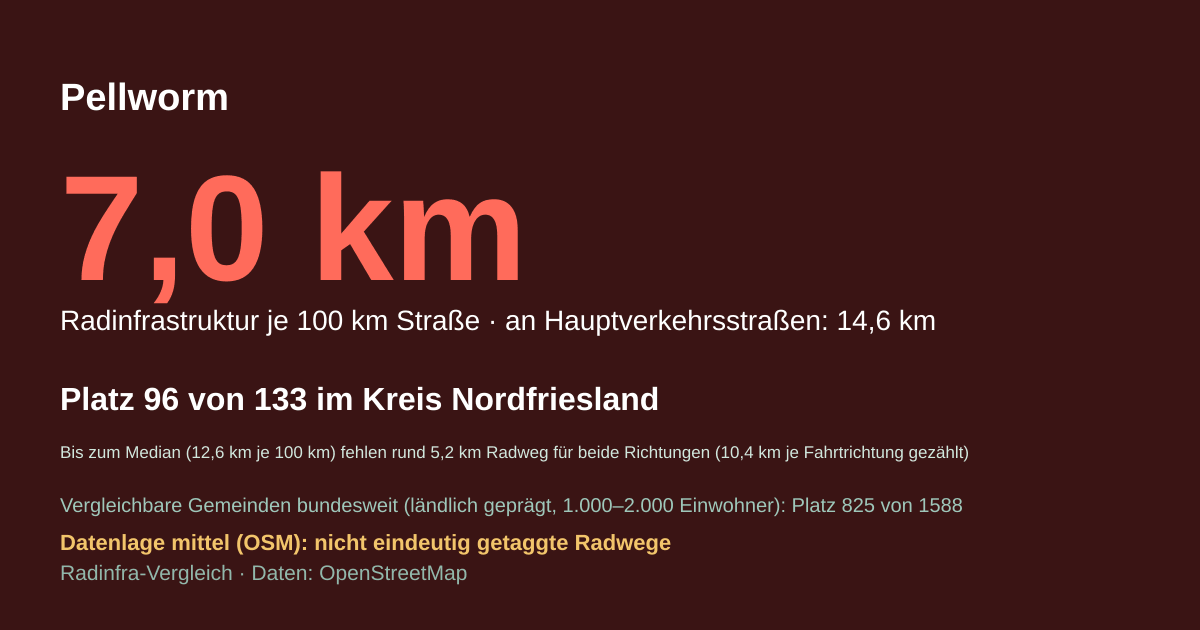 Pellworm
7,0 km
Radinfrastruktur je 100 km Straße · an Hauptverkehrsstraßen: 14,6 km
Platz 96 von 133 im Kreis Nordfriesland
Bis zum Median (12,6 km je 100 km) fehlen rund 5,2 km Radweg für beide Richtungen (10,4 km je Fahrtrichtung gezählt)
Vergleichbare Gemeinden bundesweit (ländlich geprägt, 1.000–2.000 Einwohner): Platz 825 von 1588
Datenlage mittel (OSM): nicht eindeutig getaggte Radwege
Radinfra-Vergleich · Daten: OpenStreetMap